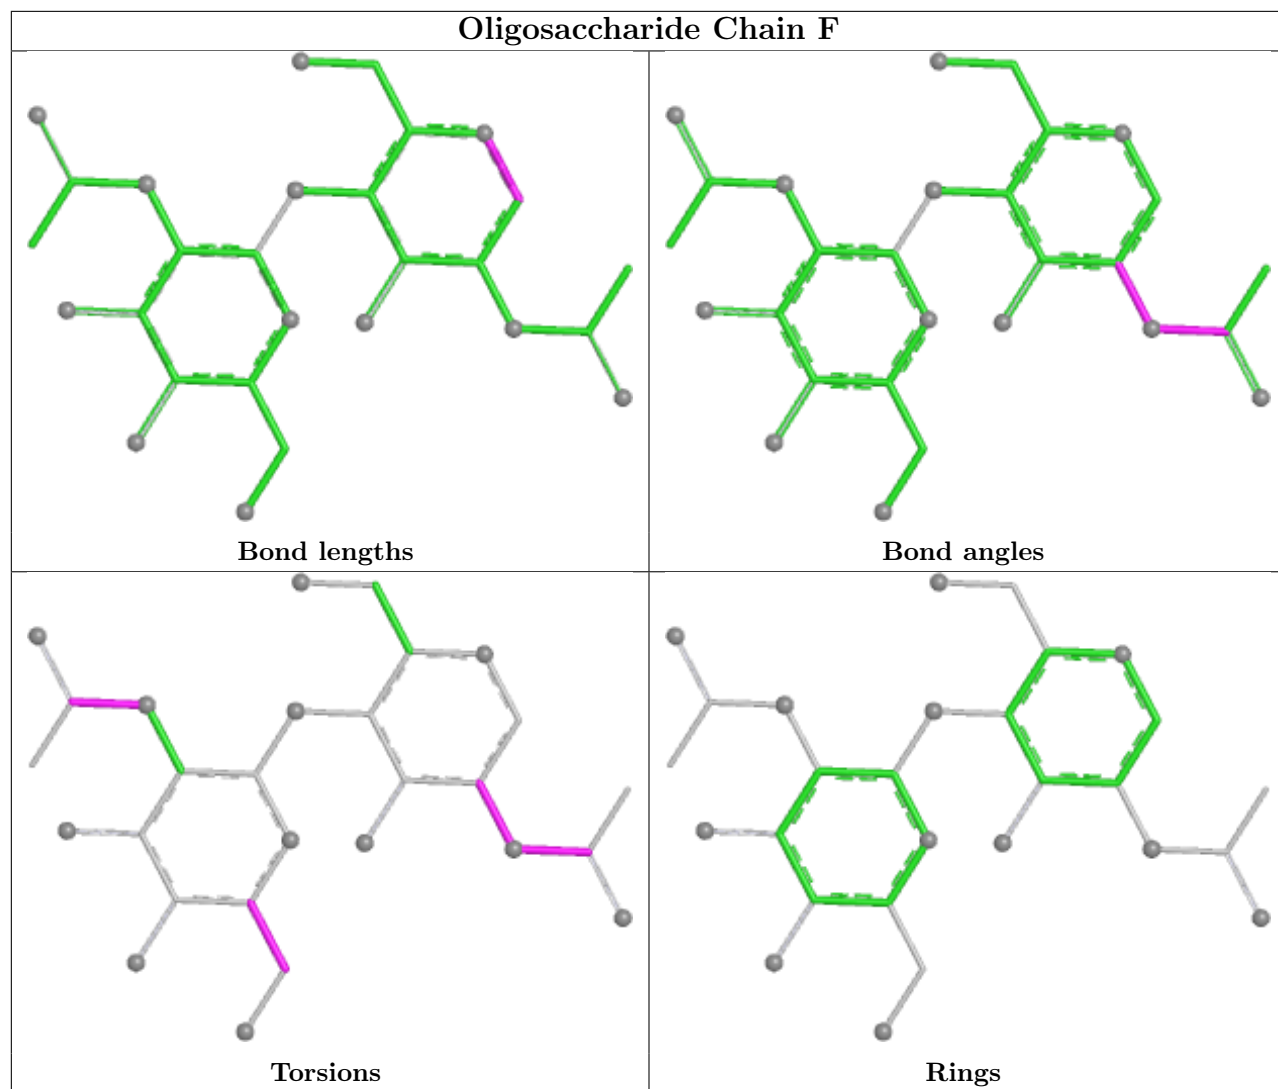 Oligosaccharide Chain F
Bond lengths
Bond angles
Torsions
Rings